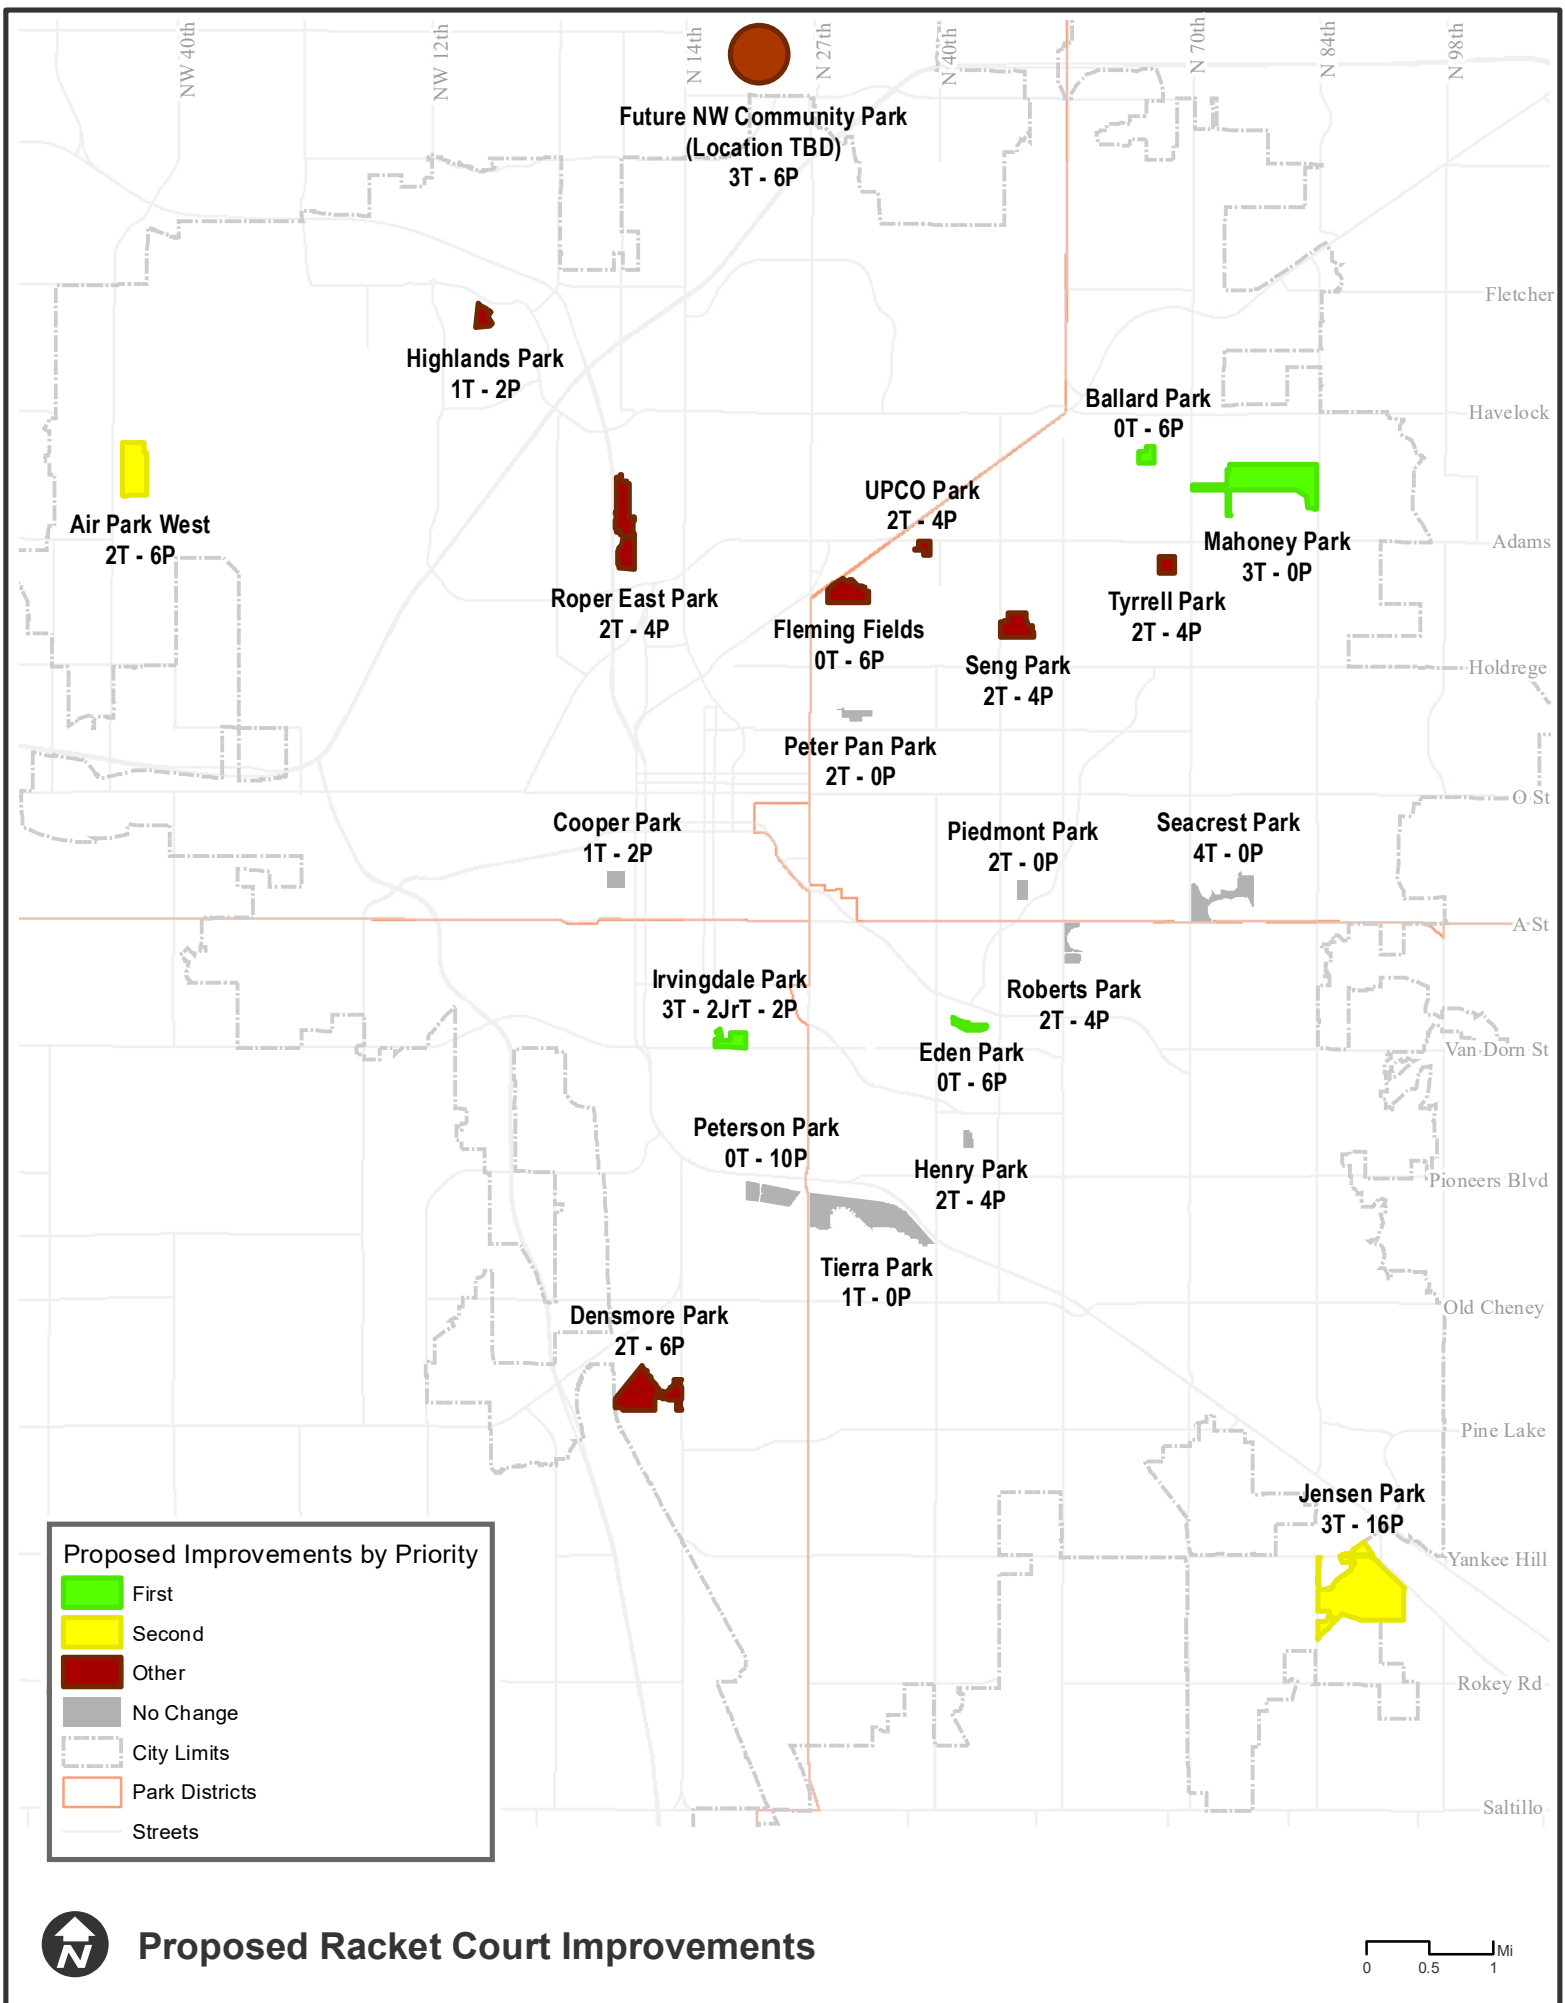 NW 40th
NW 12th
N 14th
N 27th
N 40th
N 70th
N 84th
N 98th
Future NW Community Park
(Location TBD)
3T - 6P
Fletcher
Highlands Park
1T - 2P
Ballard Park
0T - 6P
Havelock
UPCO Park
2T - 4P
Air Park West
2T - 6P
Mahoney Park
3T - 0P
Adams
Roper East Park
2T - 4P
Tyrrell Park
2T - 4P
Fleming Fields
0T - 6P
Seng Park
2T - 4P
Holdrege
Peter Pan Park
2T - 0P
O St
Cooper Park
1T - 2P
Piedmont Park
2T - 0P
Seacrest Park
4T - 0P
A St
Irvingdale Park
3T - 2JrT - 2P
Roberts Park
2T - 4P
Eden Park
0T - 6P
Van Dorn St
Peterson Park
0T - 10P
Henry Park
2T - 4P
Pioneers Blvd
Tierra Park
1T - 0P
Old Cheney
Densmore Park
2T - 6P
Pine Lake
Jensen Park
3T - 16P
Yankee Hill
Rokey Rd
Saltillo
Proposed Improvements by Priority
First
Second
Other
No Change
City Limits
Park Districts
Streets
N
Proposed Racket Court Improvements
Mi
0 0.5 1